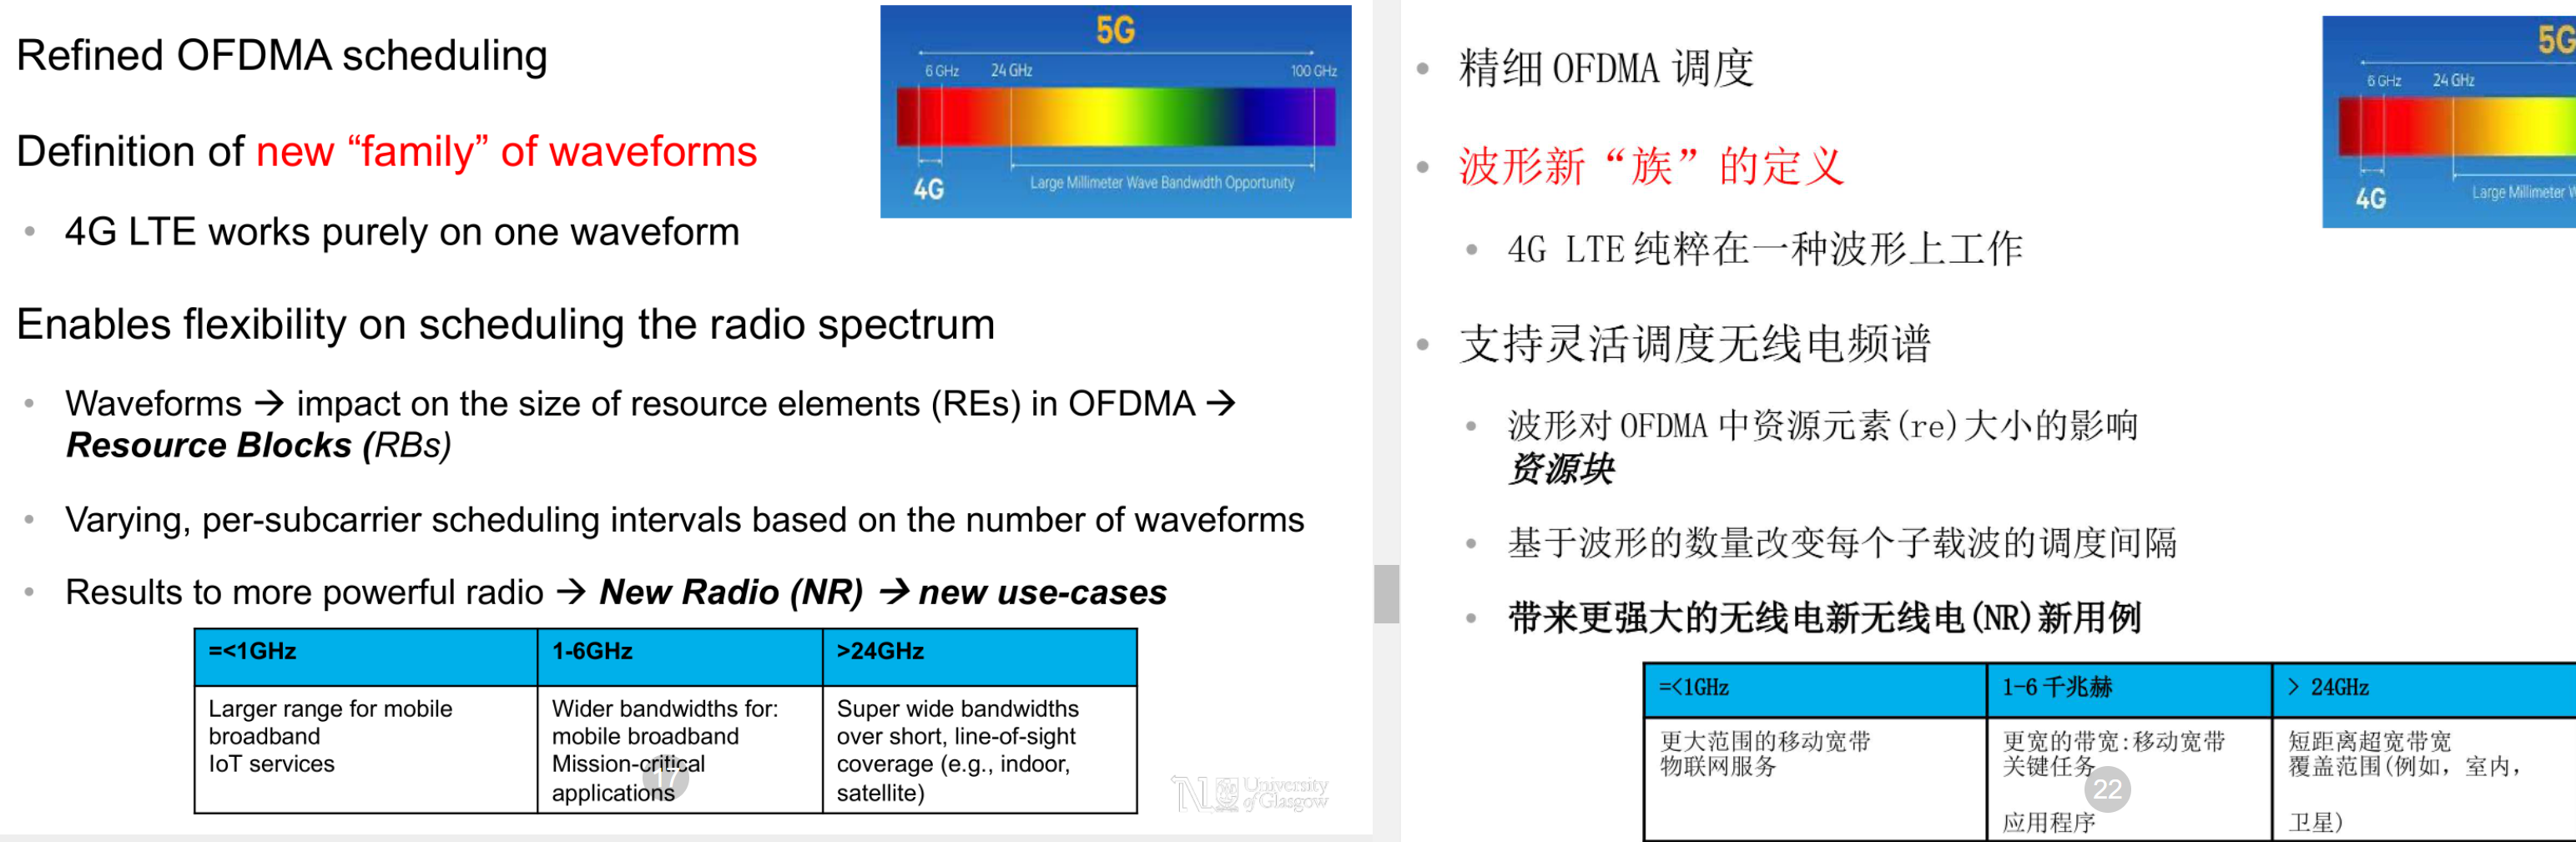 Refined OFDMA scheduling
Definition of new “family” of waveforms
• 4G LTE works purely on one waveform
Enables flexibility on scheduling the radio spectrum
• Waveforms → impact on the size of resource elements (REs) in OFDMA →
Resource Blocks (RBs)
• Varying, per-subcarrier scheduling intervals based on the number of waveforms
• Results to more powerful radio → New Radio (NR) → new use-cases
5G
6 GHz 24 GHz 100 GHz
4G
Large Millimeter Wave Bandwidth Opportunity
=<1GHz
1-6GHz
>24GHz
Larger range for mobile
broadband
IoT services
Wider bandwidths for:
mobile broadband
Mission-critical
applications
Super wide bandwidths
over short, line-of-sight
coverage (e.g., indoor,
satellite)
17
University
of Glasgow
• 精细 OFDMA 调度
• 波形新“族”的定义
• 4G LTE 纯粹在一种波形上工作
• 支持灵活调度无线电频谱
• 波形对 OFDMA 中资源元素(re)大小的影响
资源块
• 基于波形的数量改变每个子载波的调度间隔
• 带来更强大的无线电新无线电(NR)新用例
5G
6 GHz 24 GHz
4G
Large Millimeter
=<1GHz
1-6 千兆赫
> 24GHz
更大范围的移动宽带
物联网服务
更宽的带宽:移动宽带
关键任务
应用程序
短距离超宽带宽
覆盖范围(例如, 室内,
卫星)
22